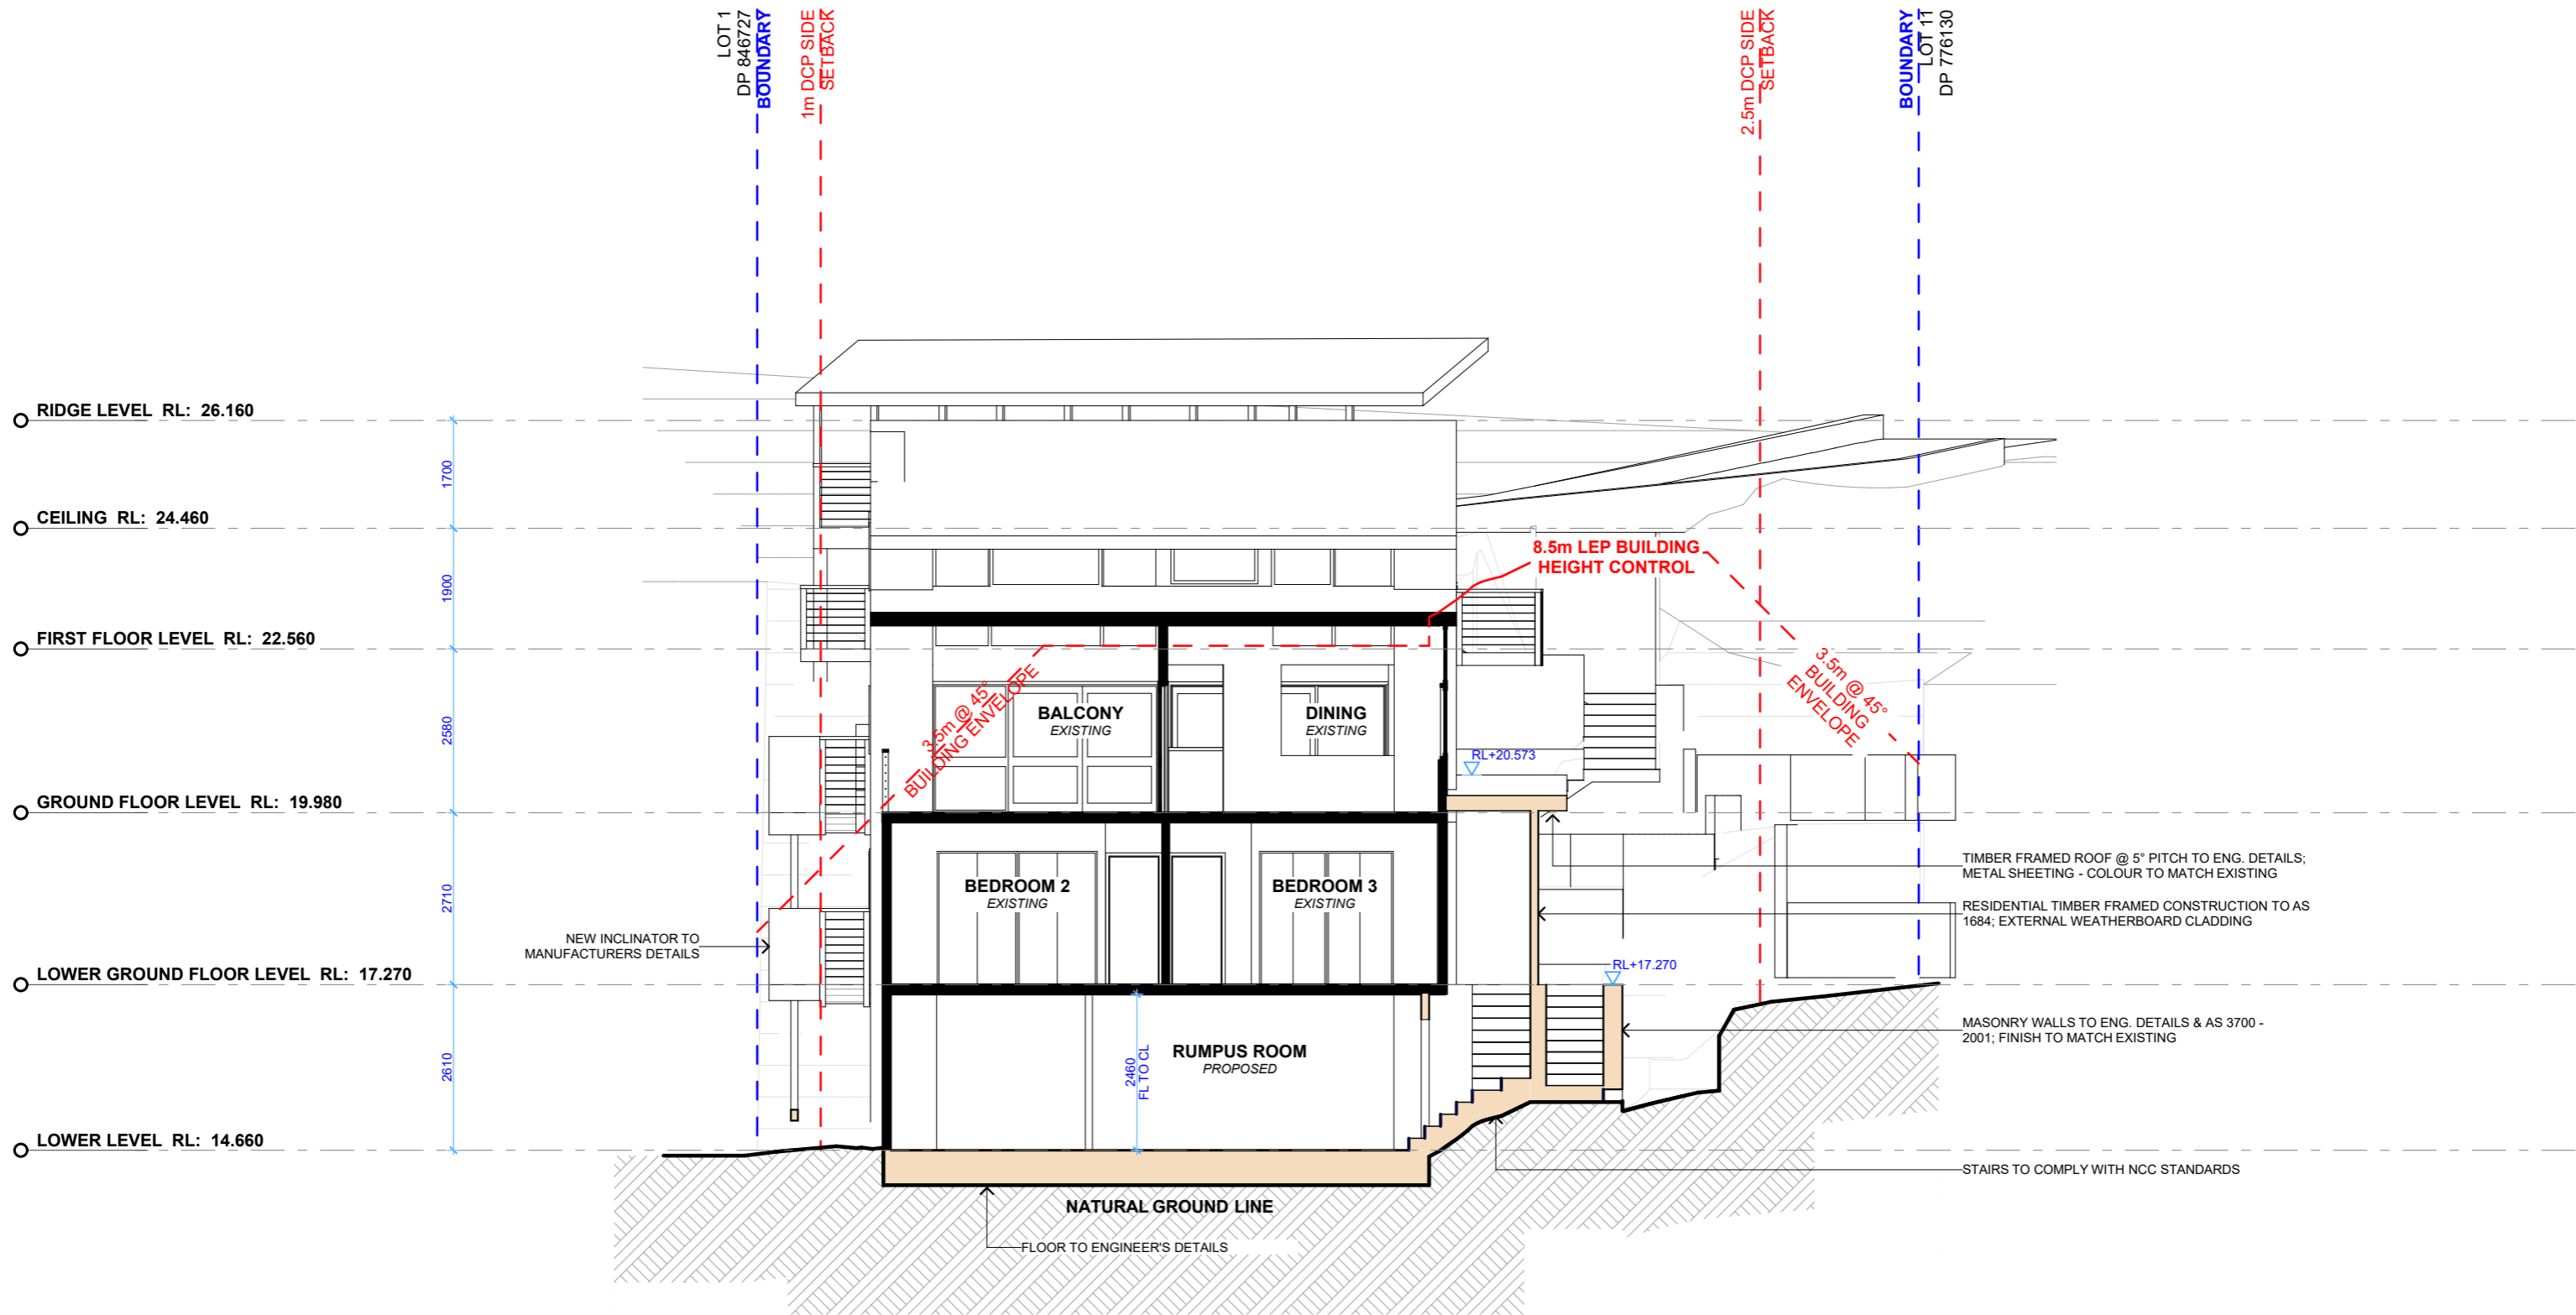 LOT 1
DP 846727
BOUNDARY
1m DCP SIDE
SETBACK
2.5m DCP SIDE
SETBACK
BOUNDARY
LOT 11
DP 776130
RIDGE LEVEL RL: 26.160
1700
CEILING RL: 24.460
8.5m LEP BUILDING
HEIGHT CONTROL
1900
FIRST FLOOR LEVEL RL: 22.560
3.5m @ 45°
BUILDING ENVELOPE
3.5m @ 45°
BUILDING
ENVELOPE
BALCONY
EXISTING
DINING
EXISTING
2580
RL+20.573
GROUND FLOOR LEVEL RL: 19.980
TIMBER FRAMED ROOF @ 5° PITCH TO ENG. DETAILS;
METAL SHEETING - COLOUR TO MATCH EXISTING
BEDROOM 2
EXISTING
BEDROOM 3
EXISTING
2710
RESIDENTIAL TIMBER FRAMED CONSTRUCTION TO AS
1684; EXTERNAL WEATHERBOARD CLADDING
NEW INCLINATOR TO
MANUFACTURERS DETAILS
RL+17.270
LOWER GROUND FLOOR LEVEL RL: 17.270
MASONRY WALLS TO ENG. DETAILS & AS 3700 -
2001; FINISH TO MATCH EXISTING
RUMPUS ROOM
PROPOSED
2460
FL TO CL
2610
LOWER LEVEL RL: 14.660
STAIRS TO COMPLY WITH NCC STANDARDS
NATURAL GROUND LINE
FLOOR TO ENGINEER'S DETAILS